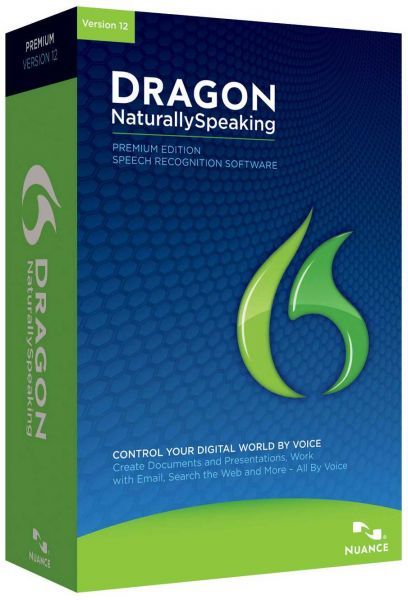 Version 12
DRAGON
NaturallySpeaking
PREMIUM EDITION
SPEECH RECOGNITION SOFTWARE
CONTROL YOUR DIGITAL WORLD BY VOICE
Create Documents and Presentations, Work
with Email, Search the Web and More – All By Voice
NUANCE
PREMIUM
VERSION 12
DRAGON
NaturallySpeaking
NUANCE